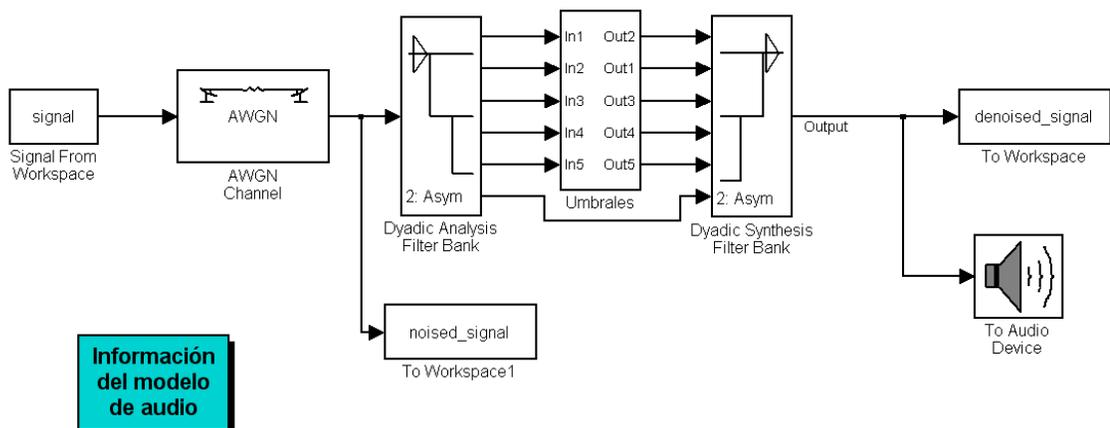 signal
Signal From
Workspace
AWGN
AWGN
Channel
2: Asym
Dyadic Analysis
Filter Bank
In1
Out2
In2
Out1
In3
Out3
In4
Out4
In5
Out5
Umbrales
2: Asym
Dyadic Synthesis
Filter Bank
Output
denoised_signal
To Workspace
noised_signal
To Workspace1
To Audio
Device
Información
del modelo
de audio